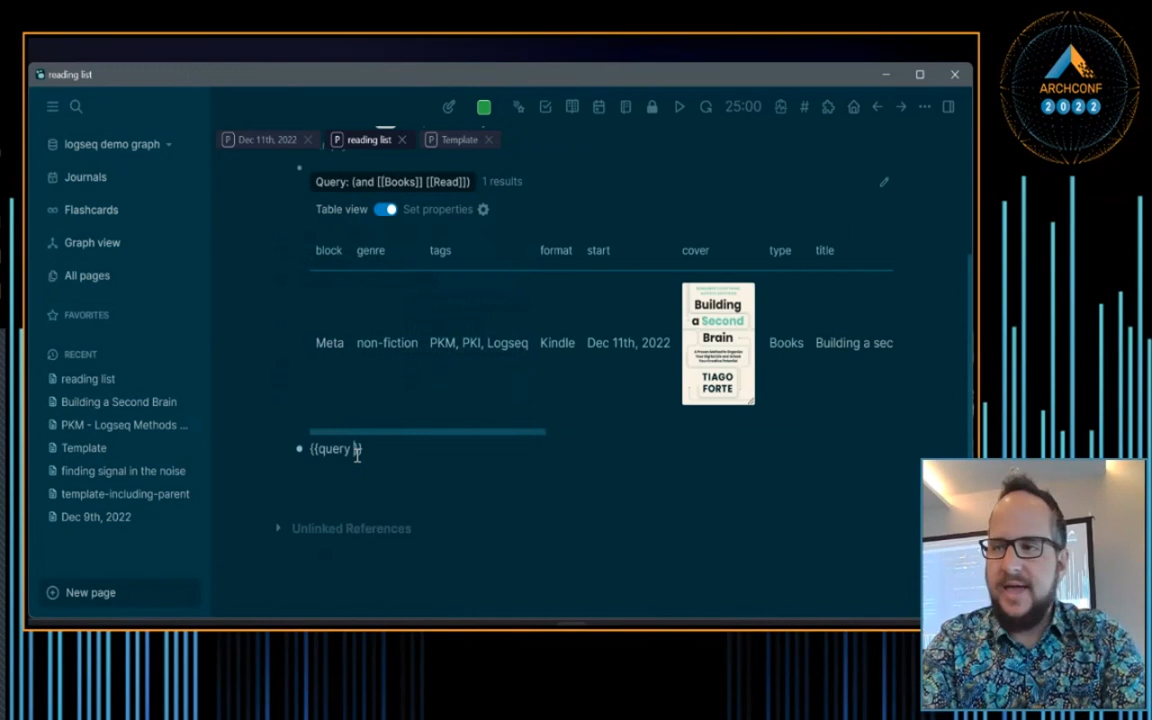 reading list
ARCHCONF
2022
25:00
logseq demo graph
Dec 11th, 2022
reading list
Template
Journals
Flashcards
Graph view
All pages
FAVORITES
RECENT
reading list
Building a Second Brain
PKM - Logseq Methods ...
Template
finding signal in the noise
template-including-parent
Dec 9th, 2022
New page
Query: (and [[Books]] [[Read]]) 1 results
Table view Set properties
block genre tags format start cover type title
Meta non-fiction PKM, PKI, Logseq Kindle Dec 11th, 2022 Books Building a sec
Building
a Second
Brain
TIAGO
FORTE
{{query }}
Unlinked References